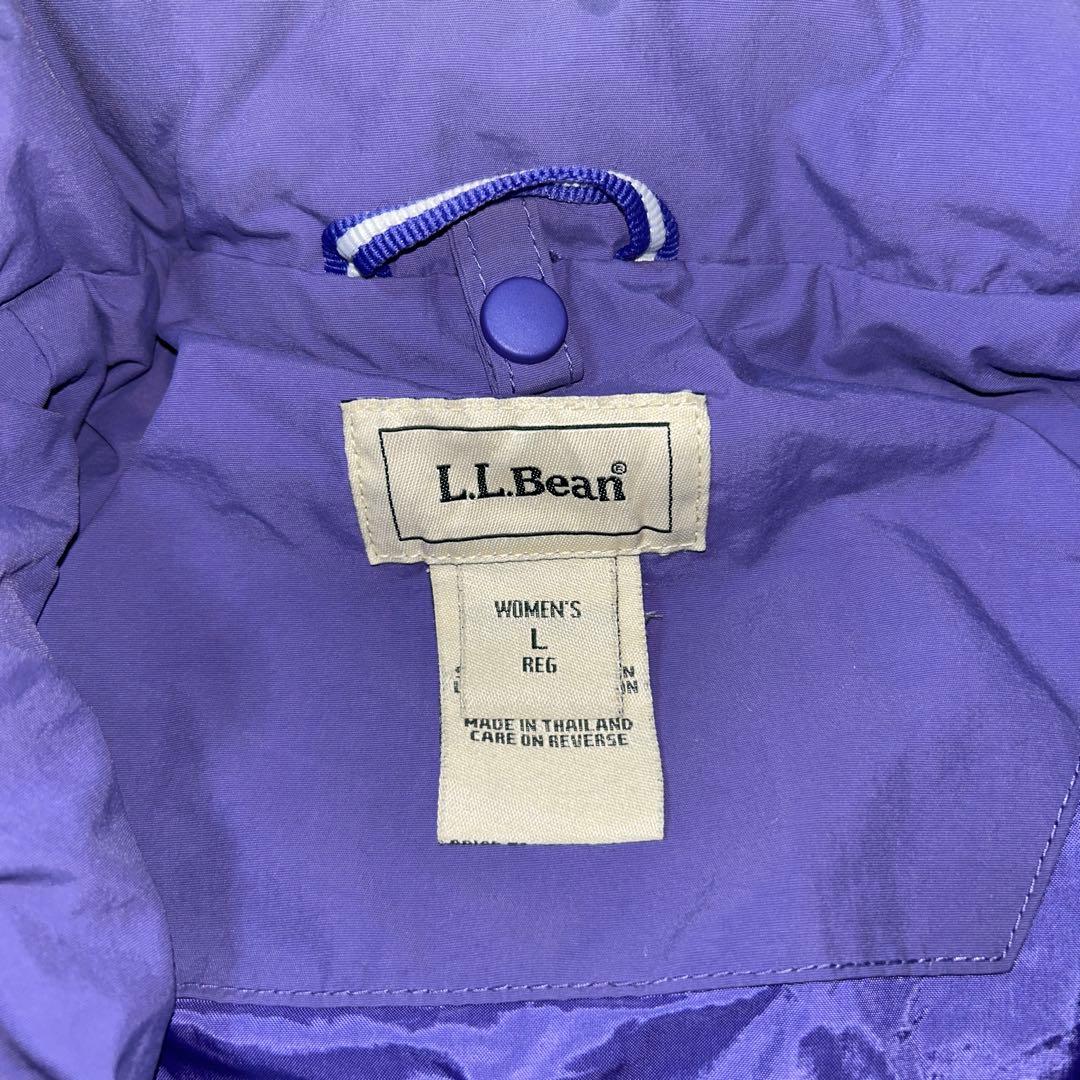 L.L.Bean®
WOMEN'S
L
REG
MADE IN THAILAND
CARE ON REVERSE